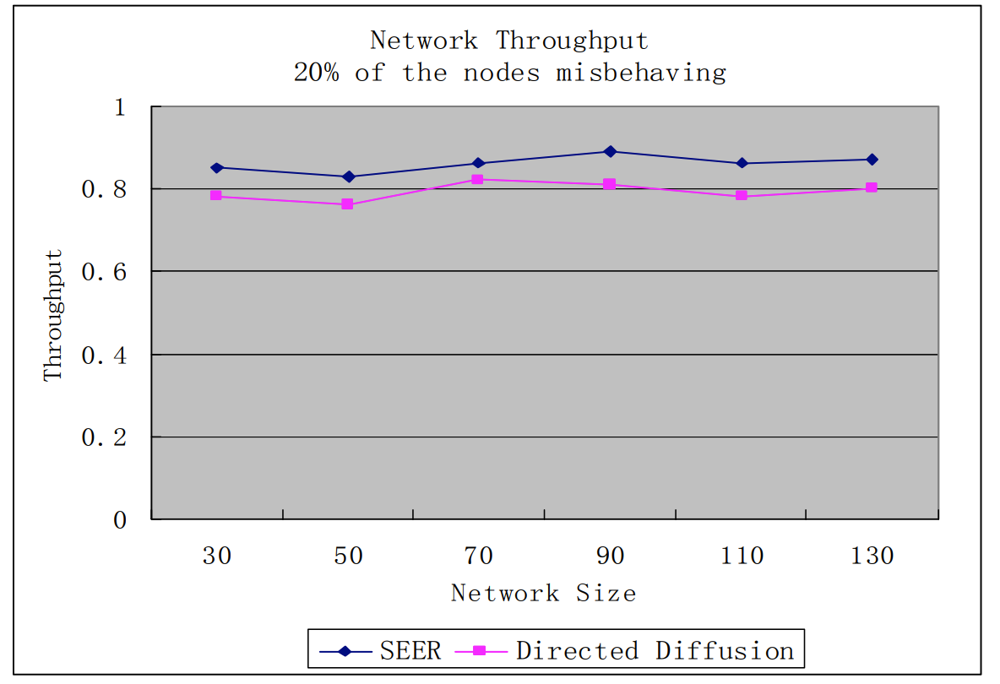 Network Throughput
20% of the nodes misbehaving
1
0.8
0.6
0.4
0.2
0
Throughput
30 50 70 90 110 130
Network Size
SEER Directed Diffusion